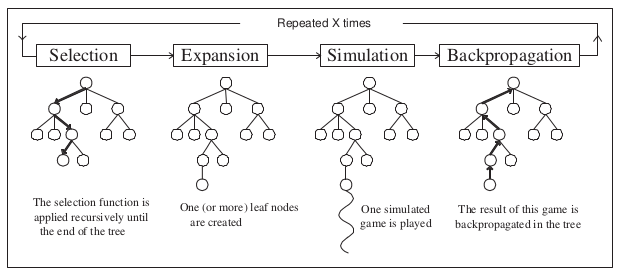 Repeated X times
Selection
Expansion
Simulation
Backpropagation
The selection function is
applied recursively until
the end of the tree
One (or more) leaf nodes
are created
One simulated
game is played
The result of this game is
backpropagated in the tree